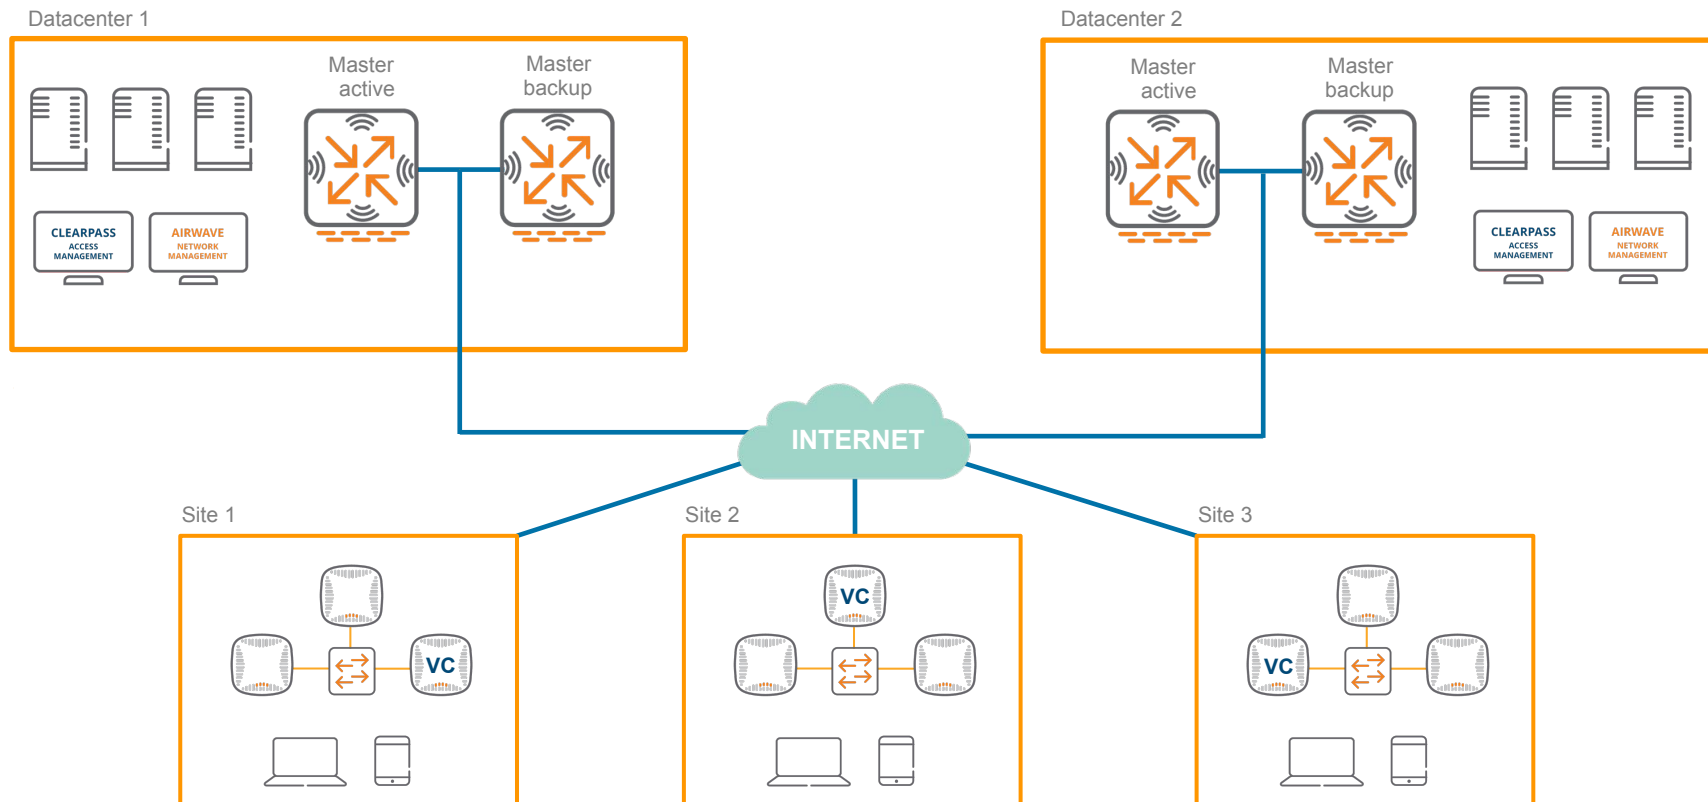 Datacenter 1
Master
active
Master
backup
CLEARPASS
ACCESS
MANAGEMENT
AIRWAVE
NETWORK
MANAGEMENT
Datacenter 2
Master
active
Master
backup
CLEARPASS
ACCESS
MANAGEMENT
AIRWAVE
NETWORK
MANAGEMENT
INTERNET
Site 1
VC
Site 2
VC
Site 3
VC